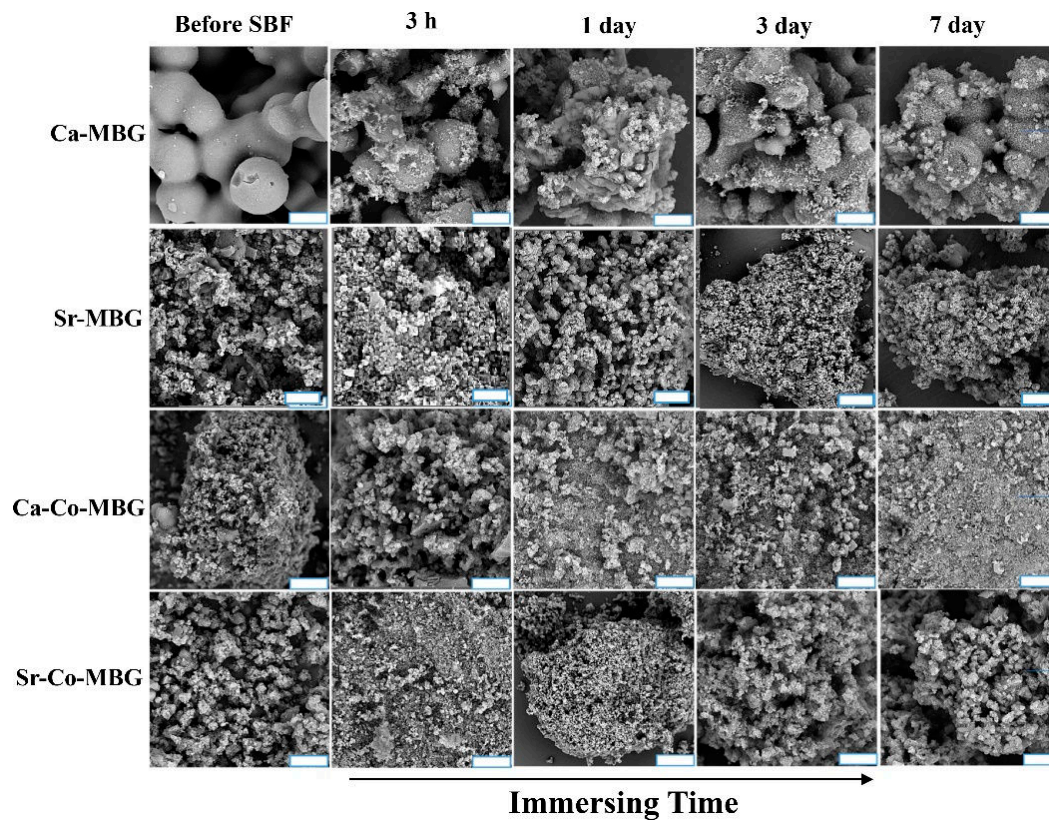 Before SBF 3 h 1 day 3 day 7 day
Ca-MBG
Sr-MBG
Ca-Co-MBG
Sr-Co-MBG
Immersing Time